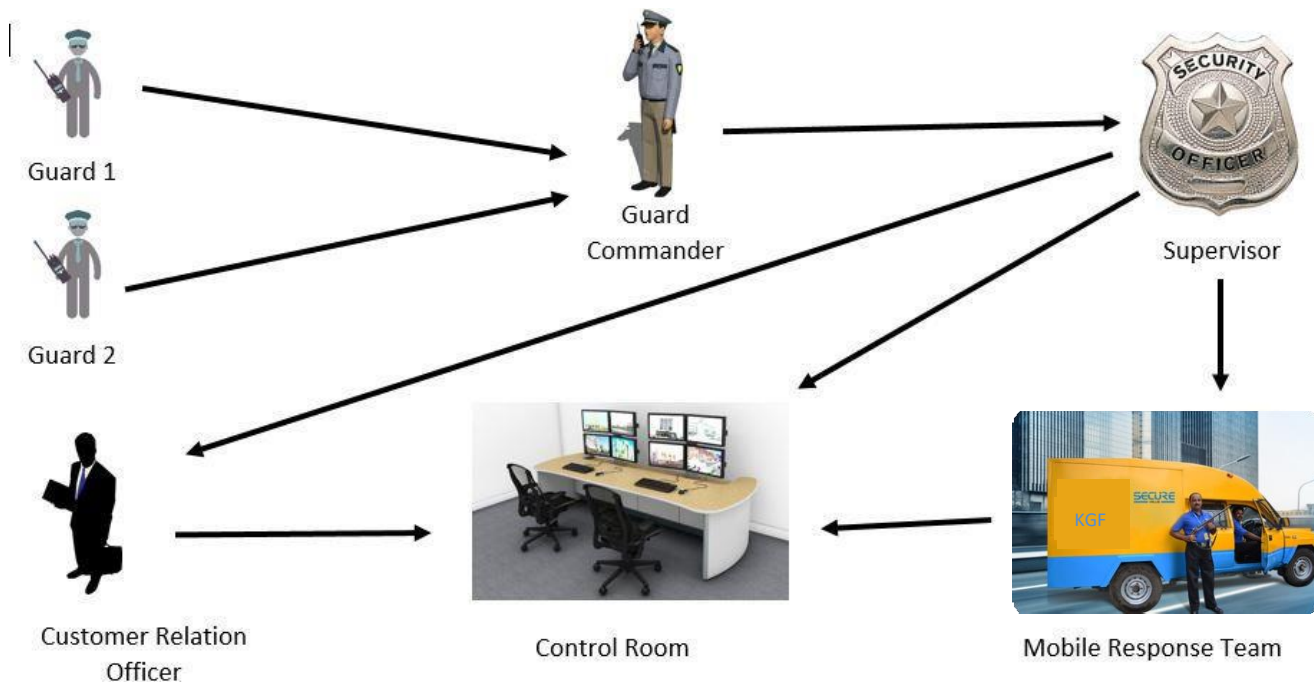 Guard 1
Guard 2
Guard
Commander
SECURITY
OFFICER
Supervisor
KGF
SECURE
Customer Relation
Officer
Control Room
Mobile Response Team